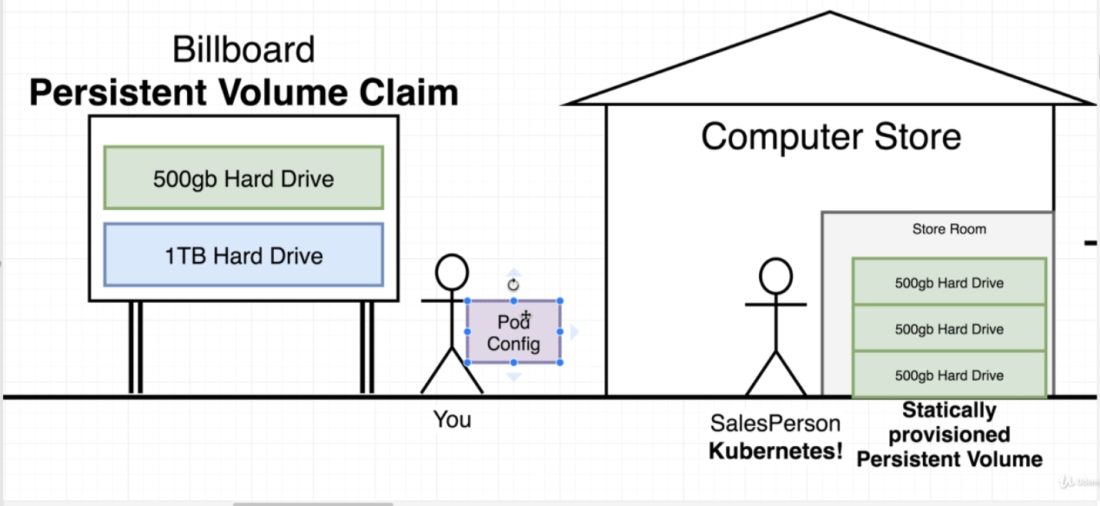 Billboard
Persistent Volume Claim
500gb Hard Drive
1TB Hard Drive
Pod
Config
You
Computer Store
Store Room
500gb Hard Drive
500gb Hard Drive
500gb Hard Drive
SalesPerson
Kubernetes!
Statically
provisioned
Persistent Volume